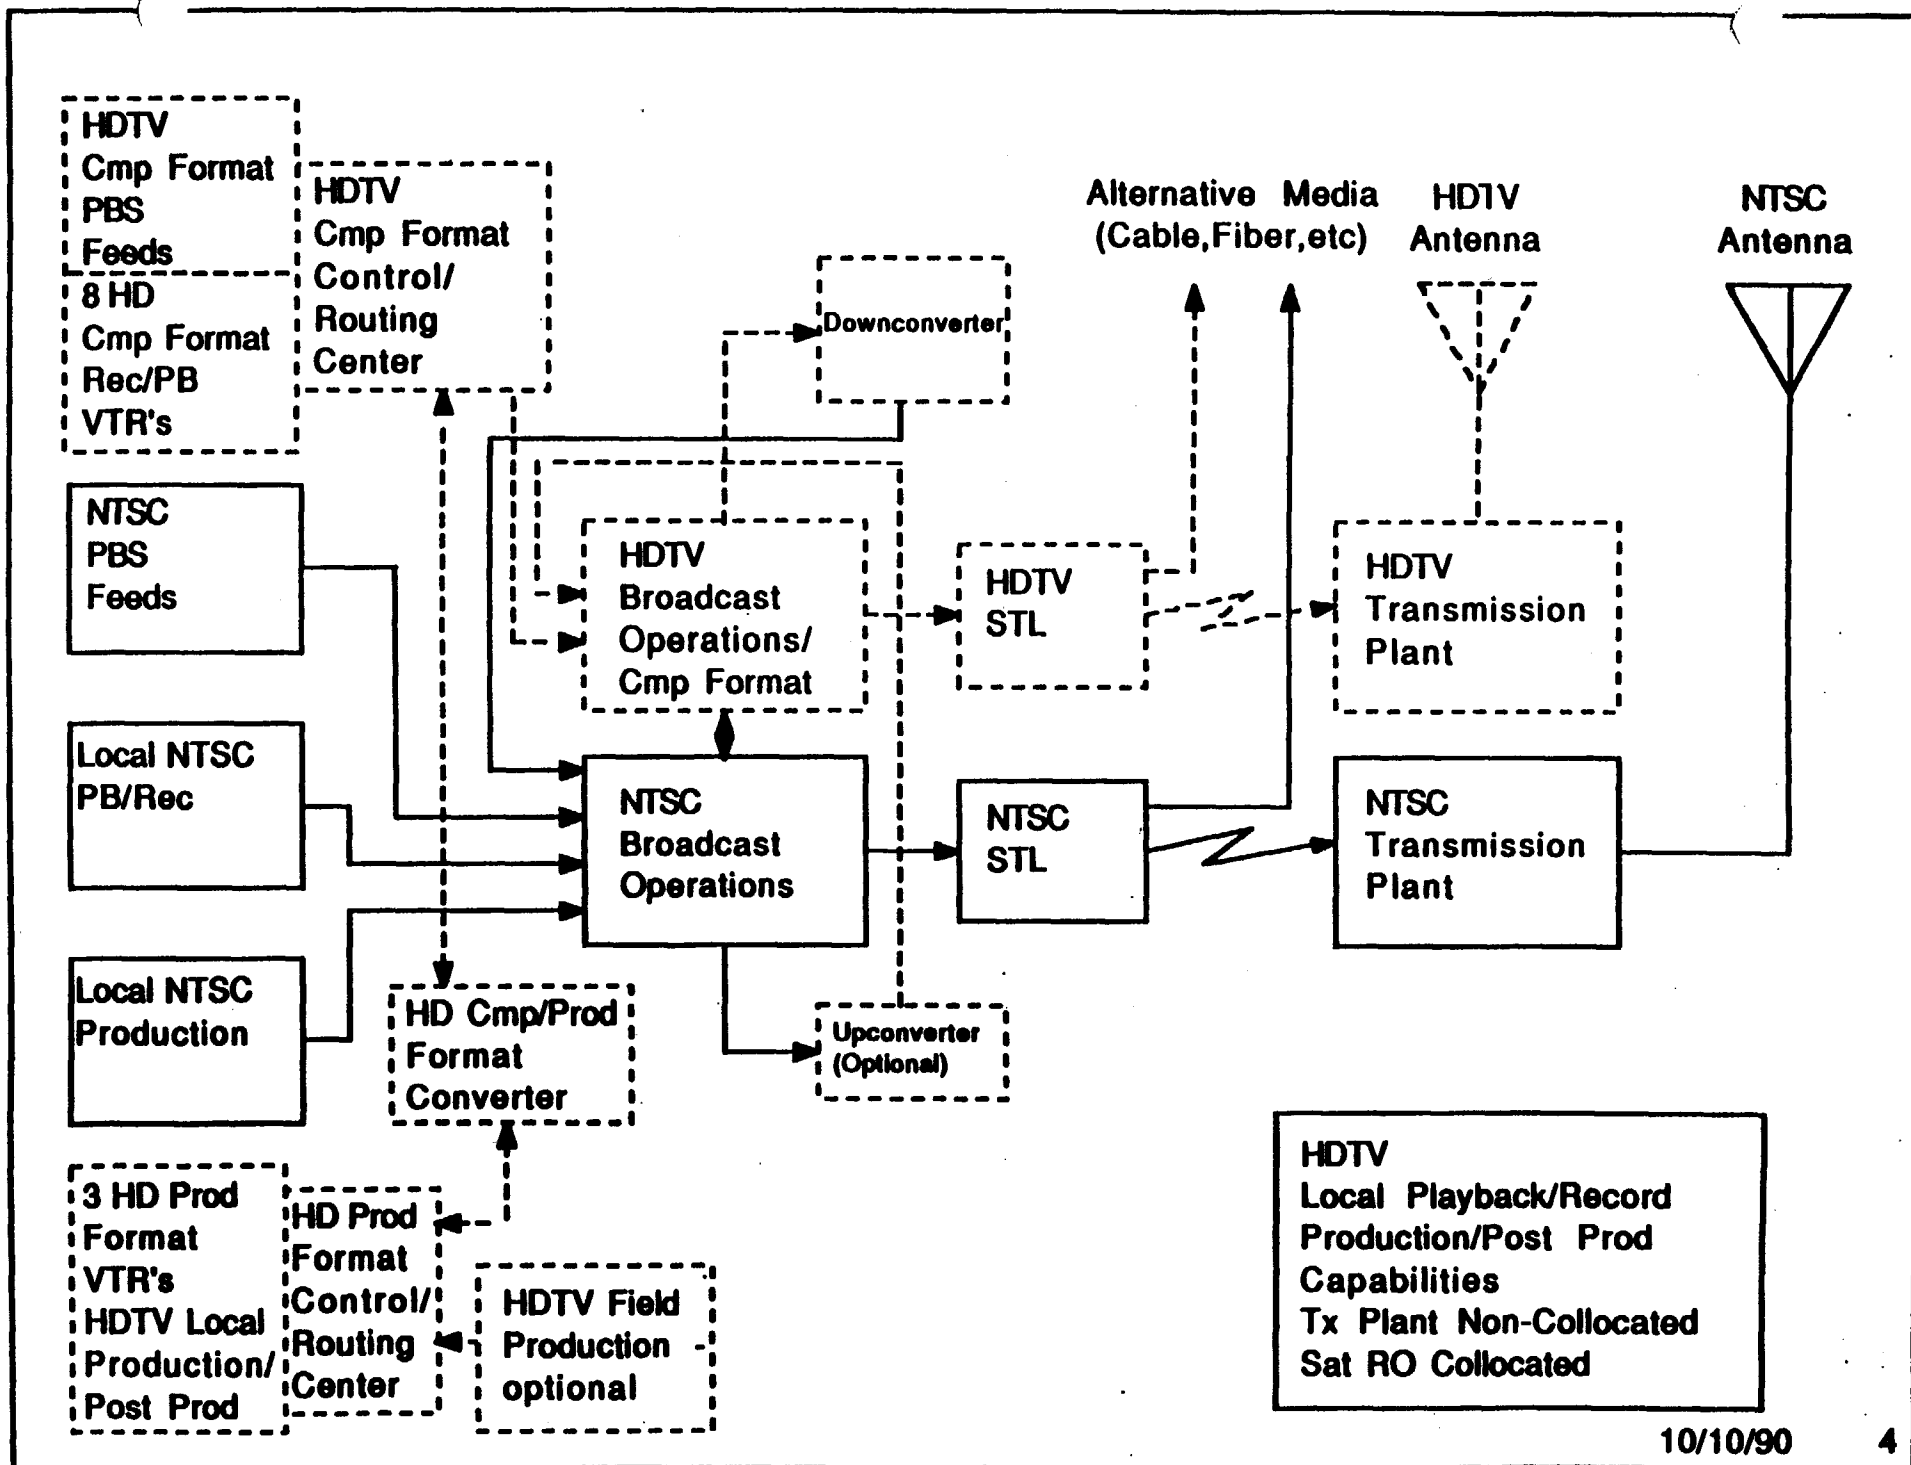 HDTV
Cmp Format
PBS
Feeds
8 HD
Cmp Format
Rec/PB
VTR's
HDTV
Cmp Format
Control/
Routing
Center
Downconverter
Alternative Media
(Cable,Fiber,etc)
HDTV
Antenna
NTSC
Antenna
NTSC
PBS
Feeds
HDTV
Broadcast
Operations/
Cmp Format
HDTV
STL
HDTV
Transmission
Plant
Local NTSC
PB/Rec
NTSC
Broadcast
Operations
NTSC
STL
NTSC
Transmission
Plant
Local NTSC
Production
HD Cmp/Prod
Format
Converter
Upconverter
(Optional)
3 HD Prod
Format
VTR's
HDTV Local
Production/
Post Prod
HD Prod
Format
Control/
Routing
Center
HDTV Field
Production
optional
HDTV
Local Playback/Record
Production/Post Prod
Capabilities
Tx Plant Non-Collocated
Sat RO Collocated
10/10/90
4